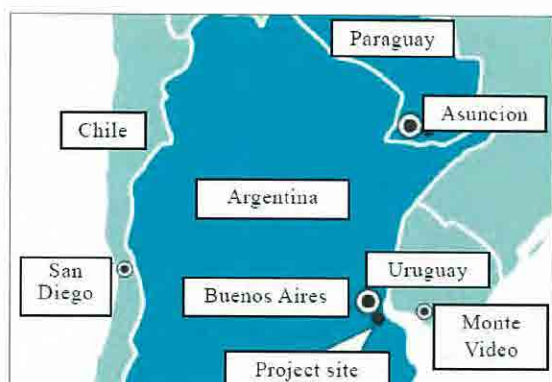 Paraguay
Asuncion
Chile
Argentina
San
Diego
Uruguay
Buenos Aires
Monte
Video
Project site